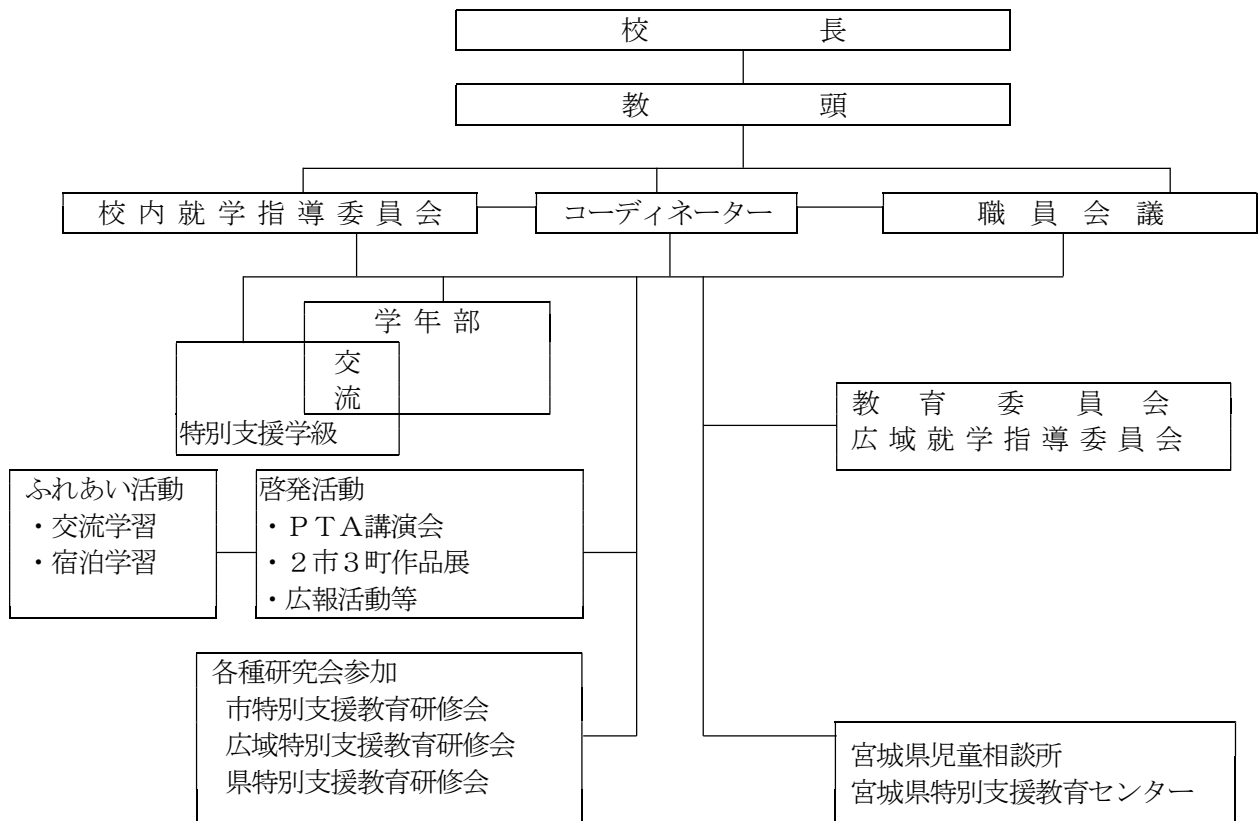 校長
教頭
校内就学指導委員会
コーディネーター
職員会議
学年部
交
流
特別支援学級
教育委員会
広域就学指導委員会
ふれあい活動
・交流学習
・宿泊学習
啓発活動
・ＰＴＡ講演会
・２市３町作品展
・広報活動等
各種研究会参加
市特別支援教育研修会
広域特別支援教育研修会
県特別支援教育研修会
宮城県児童相談所
宮城県特別支援教育センター